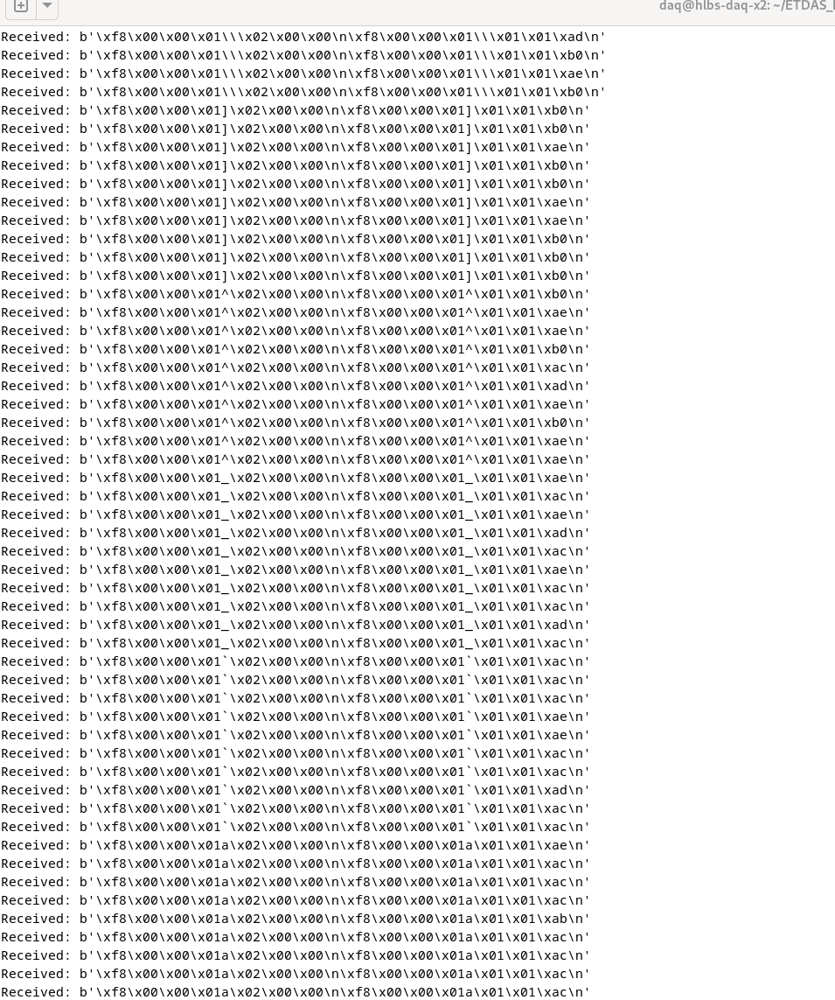 daq@hlbs-daq-x2: ~/ETDAS_
Received: b'\xf8\x00\x00\x01\\\x02\x00\x00\n\xf8\x00\x00\x01\\\x01\x01\xad\n'
Received: b'\xf8\x00\x00\x01\\\x02\x00\x00\n\xf8\x00\x00\x01\\\x01\x01\xb0\n'
Received: b'\xf8\x00\x00\x01\\\x02\x00\x00\n\xf8\x00\x00\x01\\\x01\x01\xae\n'
Received: b'\xf8\x00\x00\x01\\\x02\x00\x00\n\xf8\x00\x00\x01\\\x01\x01\xb0\n'
Received: b'\xf8\x00\x00\x01]\x02\x00\x00\n\xf8\x00\x00\x01]\x01\x01\xb0\n'
Received: b'\xf8\x00\x00\x01]\x02\x00\x00\n\xf8\x00\x00\x01]\x01\x01\xb0\n'
Received: b'\xf8\x00\x00\x01]\x02\x00\x00\n\xf8\x00\x00\x01]\x01\x01\xae\n'
Received: b'\xf8\x00\x00\x01]\x02\x00\x00\n\xf8\x00\x00\x01]\x01\x01\xb0\n'
Received: b'\xf8\x00\x00\x01]\x02\x00\x00\n\xf8\x00\x00\x01]\x01\x01\xb0\n'
Received: b'\xf8\x00\x00\x01]\x02\x00\x00\n\xf8\x00\x00\x01]\x01\x01\xae\n'
Received: b'\xf8\x00\x00\x01]\x02\x00\x00\n\xf8\x00\x00\x01]\x01\x01\xae\n'
Received: b'\xf8\x00\x00\x01]\x02\x00\x00\n\xf8\x00\x00\x01]\x01\x01\xb0\n'
Received: b'\xf8\x00\x00\x01]\x02\x00\x00\n\xf8\x00\x00\x01]\x01\x01\xb0\n'
Received: b'\xf8\x00\x00\x01]\x02\x00\x00\n\xf8\x00\x00\x01]\x01\x01\xb0\n'
Received: b'\xf8\x00\x00\x01^\x02\x00\x00\n\xf8\x00\x00\x01^\x01\x01\xb0\n'
Received: b'\xf8\x00\x00\x01^\x02\x00\x00\n\xf8\x00\x00\x01^\x01\x01\xae\n'
Received: b'\xf8\x00\x00\x01^\x02\x00\x00\n\xf8\x00\x00\x01^\x01\x01\xae\n'
Received: b'\xf8\x00\x00\x01^\x02\x00\x00\n\xf8\x00\x00\x01^\x01\x01\xb0\n'
Received: b'\xf8\x00\x00\x01^\x02\x00\x00\n\xf8\x00\x00\x01^\x01\x01\xac\n'
Received: b'\xf8\x00\x00\x01^\x02\x00\x00\n\xf8\x00\x00\x01^\x01\x01\xad\n'
Received: b'\xf8\x00\x00\x01^\x02\x00\x00\n\xf8\x00\x00\x01^\x01\x01\xae\n'
Received: b'\xf8\x00\x00\x01^\x02\x00\x00\n\xf8\x00\x00\x01^\x01\x01\xb0\n'
Received: b'\xf8\x00\x00\x01^\x02\x00\x00\n\xf8\x00\x00\x01^\x01\x01\xae\n'
Received: b'\xf8\x00\x00\x01^\x02\x00\x00\n\xf8\x00\x00\x01^\x01\x01\xae\n'
Received: b'\xf8\x00\x00\x01_\x02\x00\x00\n\xf8\x00\x00\x01_\x01\x01\xae\n'
Received: b'\xf8\x00\x00\x01_\x02\x00\x00\n\xf8\x00\x00\x01_\x01\x01\xac\n'
Received: b'\xf8\x00\x00\x01_\x02\x00\x00\n\xf8\x00\x00\x01_\x01\x01\xae\n'
Received: b'\xf8\x00\x00\x01_\x02\x00\x00\n\xf8\x00\x00\x01_\x01\x01\xad\n'
Received: b'\xf8\x00\x00\x01_\x02\x00\x00\n\xf8\x00\x00\x01_\x01\x01\xac\n'
Received: b'\xf8\x00\x00\x01_\x02\x00\x00\n\xf8\x00\x00\x01_\x01\x01\xae\n'
Received: b'\xf8\x00\x00\x01_\x02\x00\x00\n\xf8\x00\x00\x01_\x01\x01\xac\n'
Received: b'\xf8\x00\x00\x01_\x02\x00\x00\n\xf8\x00\x00\x01_\x01\x01\xac\n'
Received: b'\xf8\x00\x00\x01_\x02\x00\x00\n\xf8\x00\x00\x01_\x01\x01\xad\n'
Received: b'\xf8\x00\x00\x01_\x02\x00\x00\n\xf8\x00\x00\x01_\x01\x01\xac\n'
Received: b'\xf8\x00\x00\x01`\x02\x00\x00\n\xf8\x00\x00\x01`\x01\x01\xac\n'
Received: b'\xf8\x00\x00\x01`\x02\x00\x00\n\xf8\x00\x00\x01`\x01\x01\xac\n'
Received: b'\xf8\x00\x00\x01`\x02\x00\x00\n\xf8\x00\x00\x01`\x01\x01\xac\n'
Received: b'\xf8\x00\x00\x01`\x02\x00\x00\n\xf8\x00\x00\x01`\x01\x01\xae\n'
Received: b'\xf8\x00\x00\x01`\x02\x00\x00\n\xf8\x00\x00\x01`\x01\x01\xae\n'
Received: b'\xf8\x00\x00\x01`\x02\x00\x00\n\xf8\x00\x00\x01`\x01\x01\xac\n'
Received: b'\xf8\x00\x00\x01`\x02\x00\x00\n\xf8\x00\x00\x01`\x01\x01\xac\n'
Received: b'\xf8\x00\x00\x01`\x02\x00\x00\n\xf8\x00\x00\x01`\x01\x01\xad\n'
Received: b'\xf8\x00\x00\x01`\x02\x00\x00\n\xf8\x00\x00\x01`\x01\x01\xac\n'
Received: b'\xf8\x00\x00\x01`\x02\x00\x00\n\xf8\x00\x00\x01`\x01\x01\xac\n'
Received: b'\xf8\x00\x00\x01a\x02\x00\x00\n\xf8\x00\x00\x01a\x01\x01\xae\n'
Received: b'\xf8\x00\x00\x01a\x02\x00\x00\n\xf8\x00\x00\x01a\x01\x01\xac\n'
Received: b'\xf8\x00\x00\x01a\x02\x00\x00\n\xf8\x00\x00\x01a\x01\x01\xac\n'
Received: b'\xf8\x00\x00\x01a\x02\x00\x00\n\xf8\x00\x00\x01a\x01\x01\xac\n'
Received: b'\xf8\x00\x00\x01a\x02\x00\x00\n\xf8\x00\x00\x01a\x01\x01\xab\n'
Received: b'\xf8\x00\x00\x01a\x02\x00\x00\n\xf8\x00\x00\x01a\x01\x01\xac\n'
Received: b'\xf8\x00\x00\x01a\x02\x00\x00\n\xf8\x00\x00\x01a\x01\x01\xac\n'
Received: b'\xf8\x00\x00\x01a\x02\x00\x00\n\xf8\x00\x00\x01a\x01\x01\xac\n'
Received: b'\xf8\x00\x00\x01a\x02\x00\x00\n\xf8\x00\x00\x01a\x01\x01\xac\n'